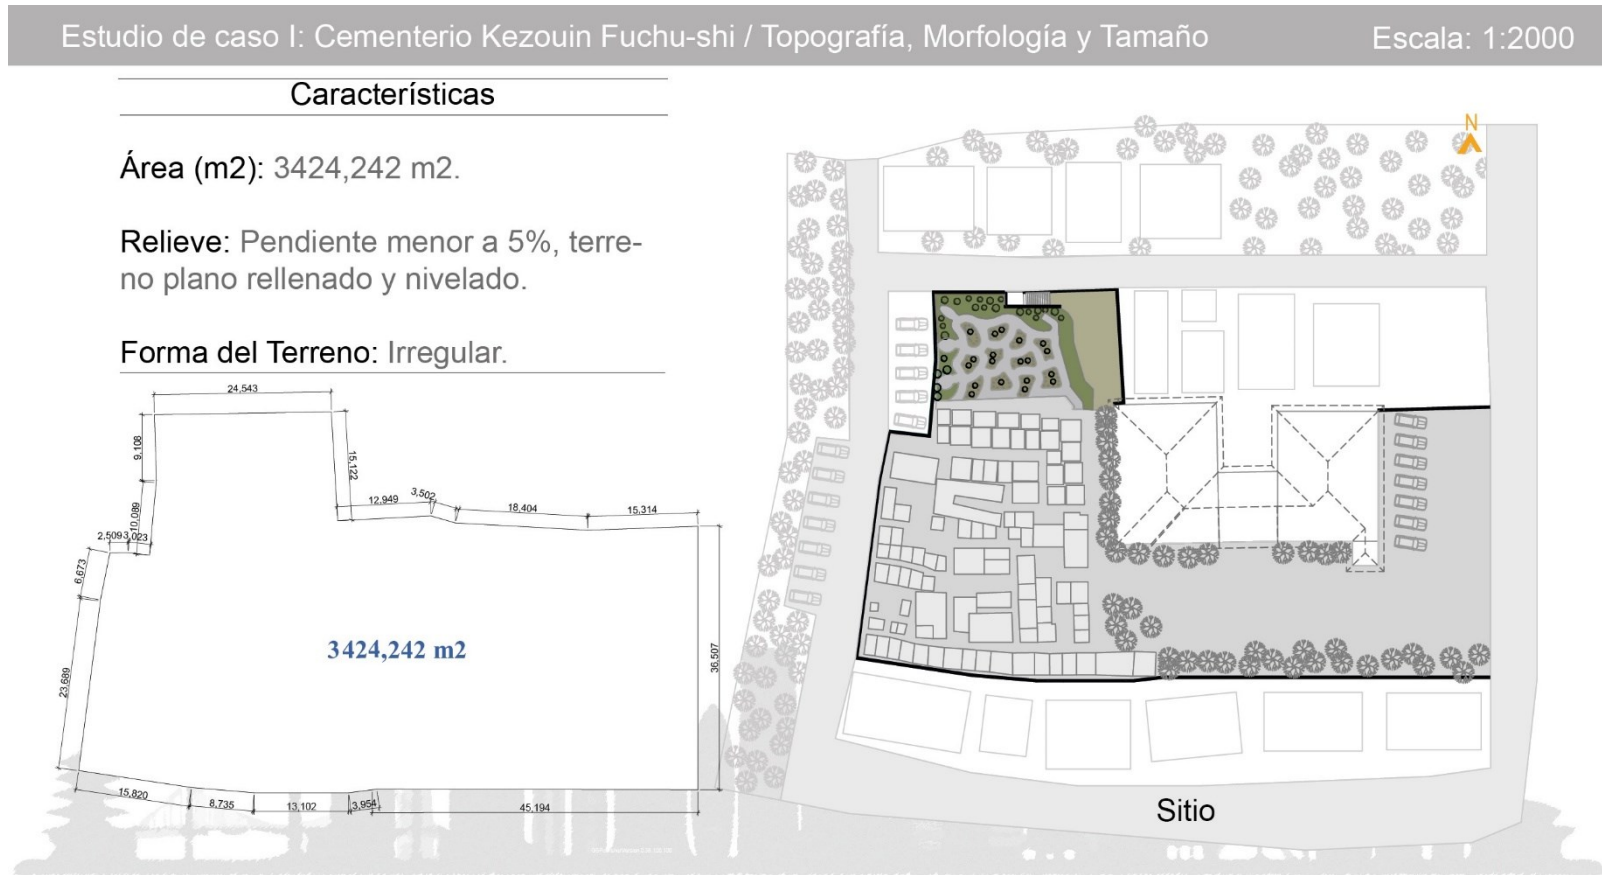 Estudio de caso I: Cementerio Kezouin Fuchu-shi / Topografía, Morfología y Tamaño
Escala: 1:2000
Características
Área (m2): 3424,242 m2.
Relieve: Pendiente menor a 5%, terre-
no plano rellenado y nivelado.
Forma del Terreno: Irregular.
24,543
9,108
15,122
3,502
12,949
18,404
15,314
10,089
2,509
3,023
6,673
3424,242 m2
36,507
23,689
15,820
8,735
13,102
3,954
45,194
N
Sitio